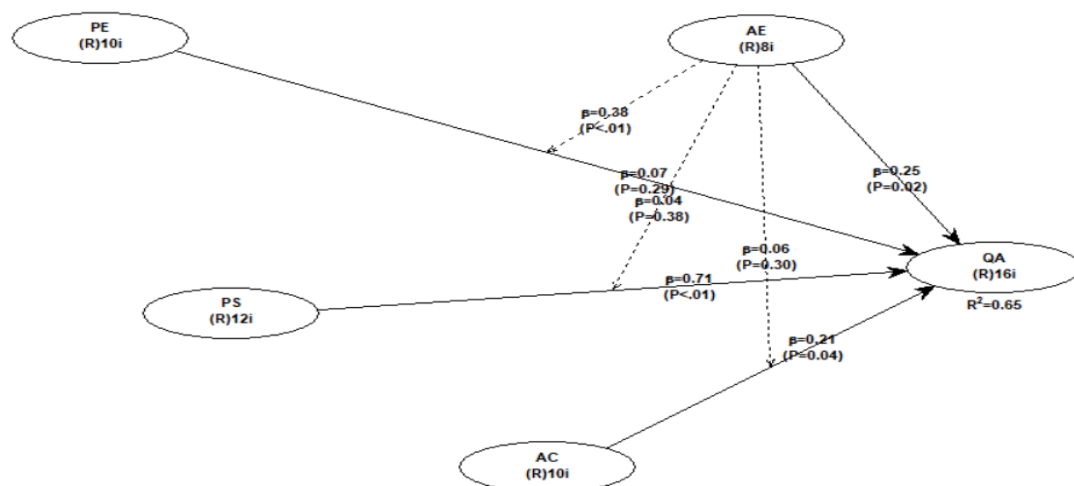 PE
(R)10i
AE
(R)8i
β=0.38
(P<.01)
β=0.07
(P=0.29)
β=0.25
(P=0.02)
β=0.04
(P=0.38)
β=0.06
(P=0.30)
QA
(R)16i
R²=0.65
PS
(R)12i
β=0.71
(P<.01)
β=0.21
(P=0.04)
AC
(R)10i